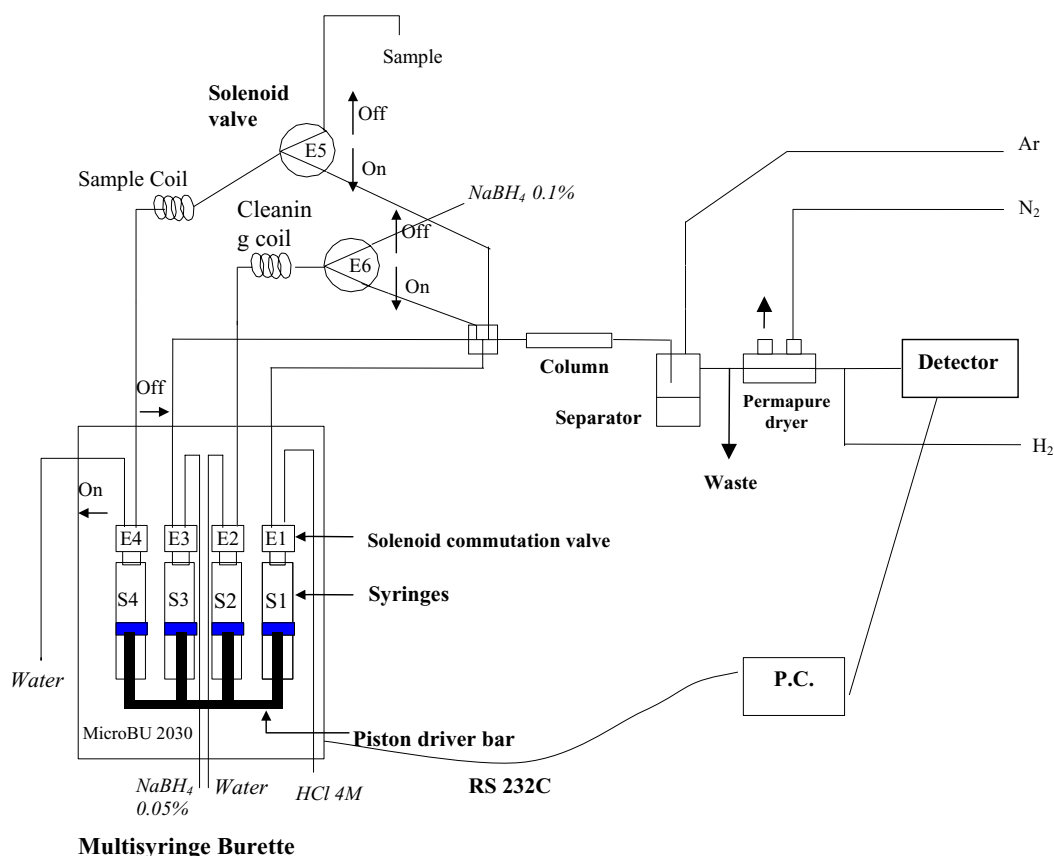 Sample
Solenoid
valve
Off
E5
On
Ar
Sample Coil
NaBH4 0.1%
N2
Cleanin
g coil
Off
E6
On
Column
Detector
Off
Separator
Permapure
dryer
H2
Waste
On
E4
E3
E2
E1
Solenoid commutation valve
S4
S3
S2
S1
Syringes
Water
P.C.
MicroBU 2030
Piston driver bar
NaBH4
0.05%
Water
HCl 4M
RS 232C
Multisyringe Burette